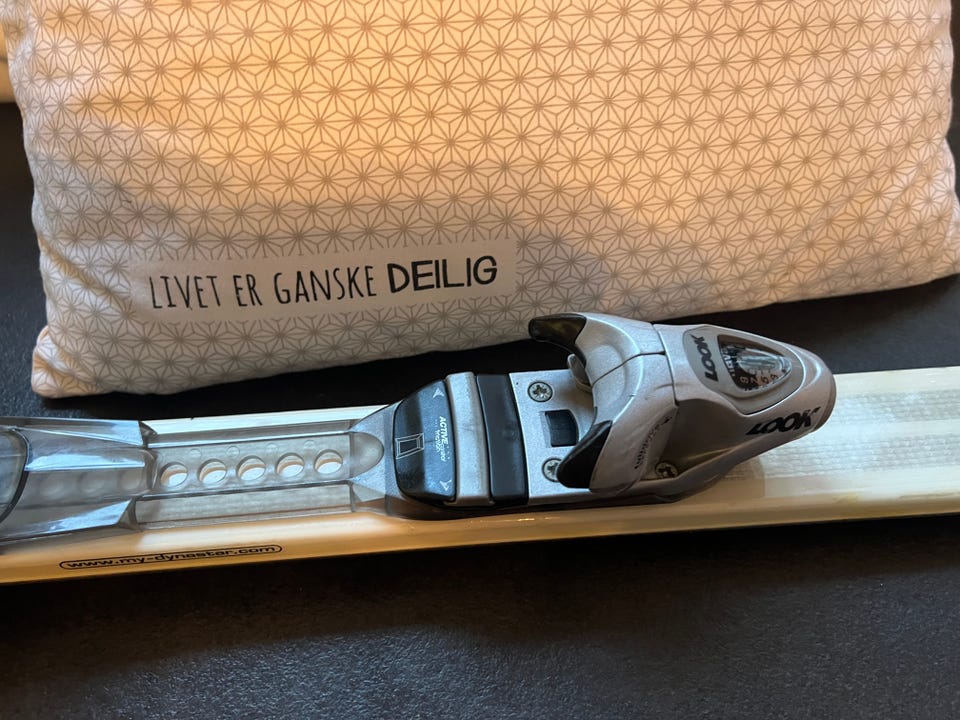 LIVET ER GANSKE DEILIG
LOOK
LOOK
ACTIVE
www.my-dynastar.com